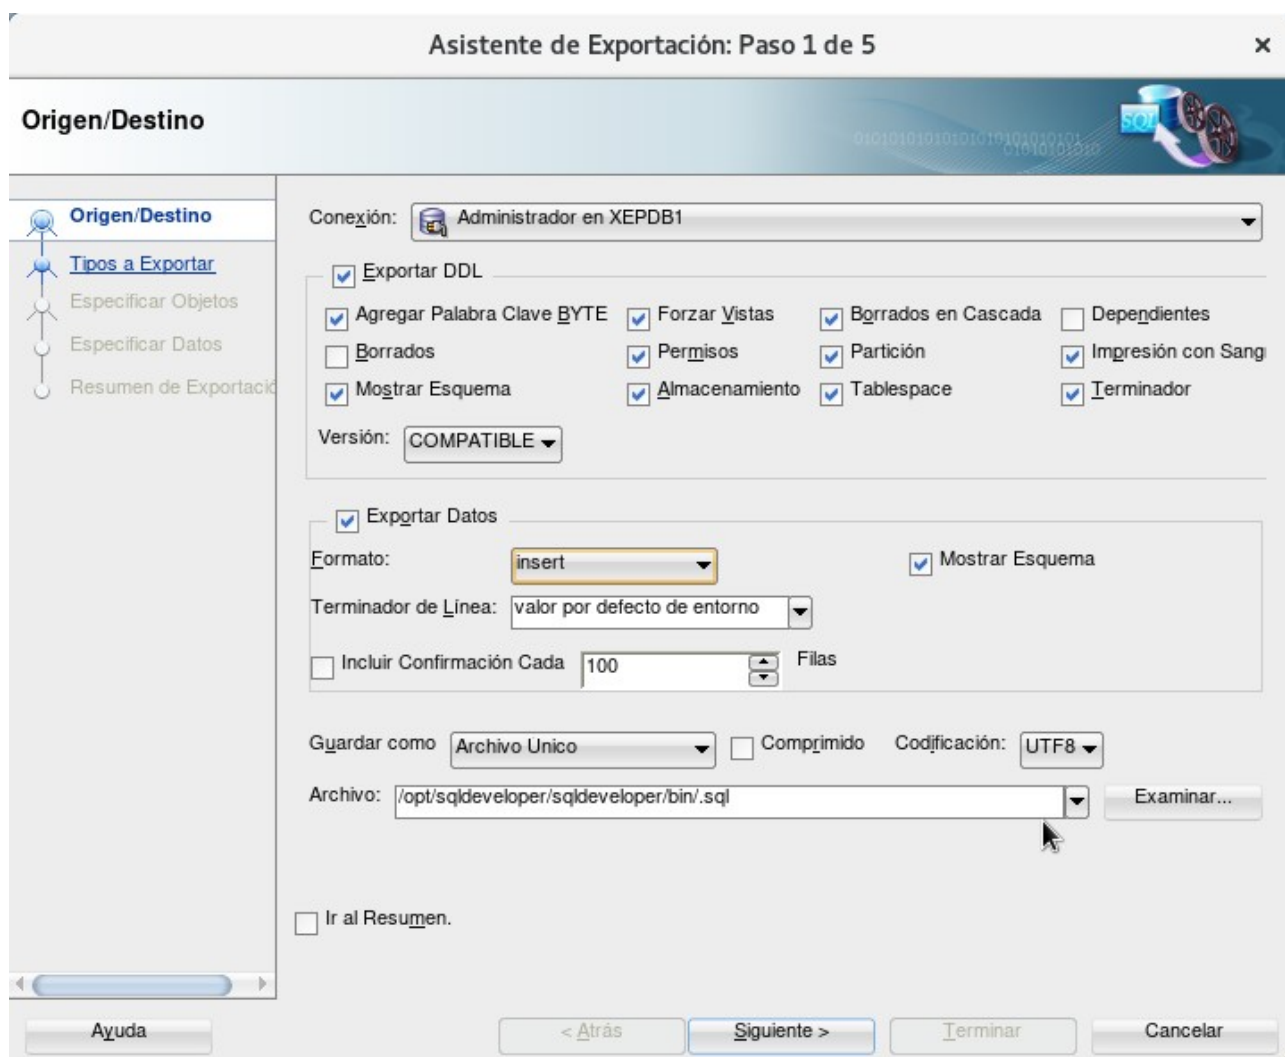 Asistente de Exportación: Paso 1 de 5
Origen/Destino
SQL
Origen/Destino
Tipos a Exportar
Especificar Objetos
Especificar Datos
Resumen de Exportació
Conexión: Administrador en XEPDB1
Exportar DDL
Agregar Palabra Clave BYTE Forzar Vistas Borrados en Cascada Dependientes
Borrados Permisos Partición Impresión con Sang
Mostrar Esquema Almacenamiento Tablespace Terminador
Versión: COMPATIBLE
Exportar Datos
Formato: insert Mostrar Esquema
Terminador de Línea: valor por defecto de entorno
Incluir Confirmación Cada 100 Filas
Guardar como Archivo Único Comprimido Codificación: UTF8
Archivo: /opt/sqldeveloper/sqldeveloper/bin/.sql Examinar...
Ir al Resumen.
Ayuda < Atrás Siguiente > Terminar Cancelar